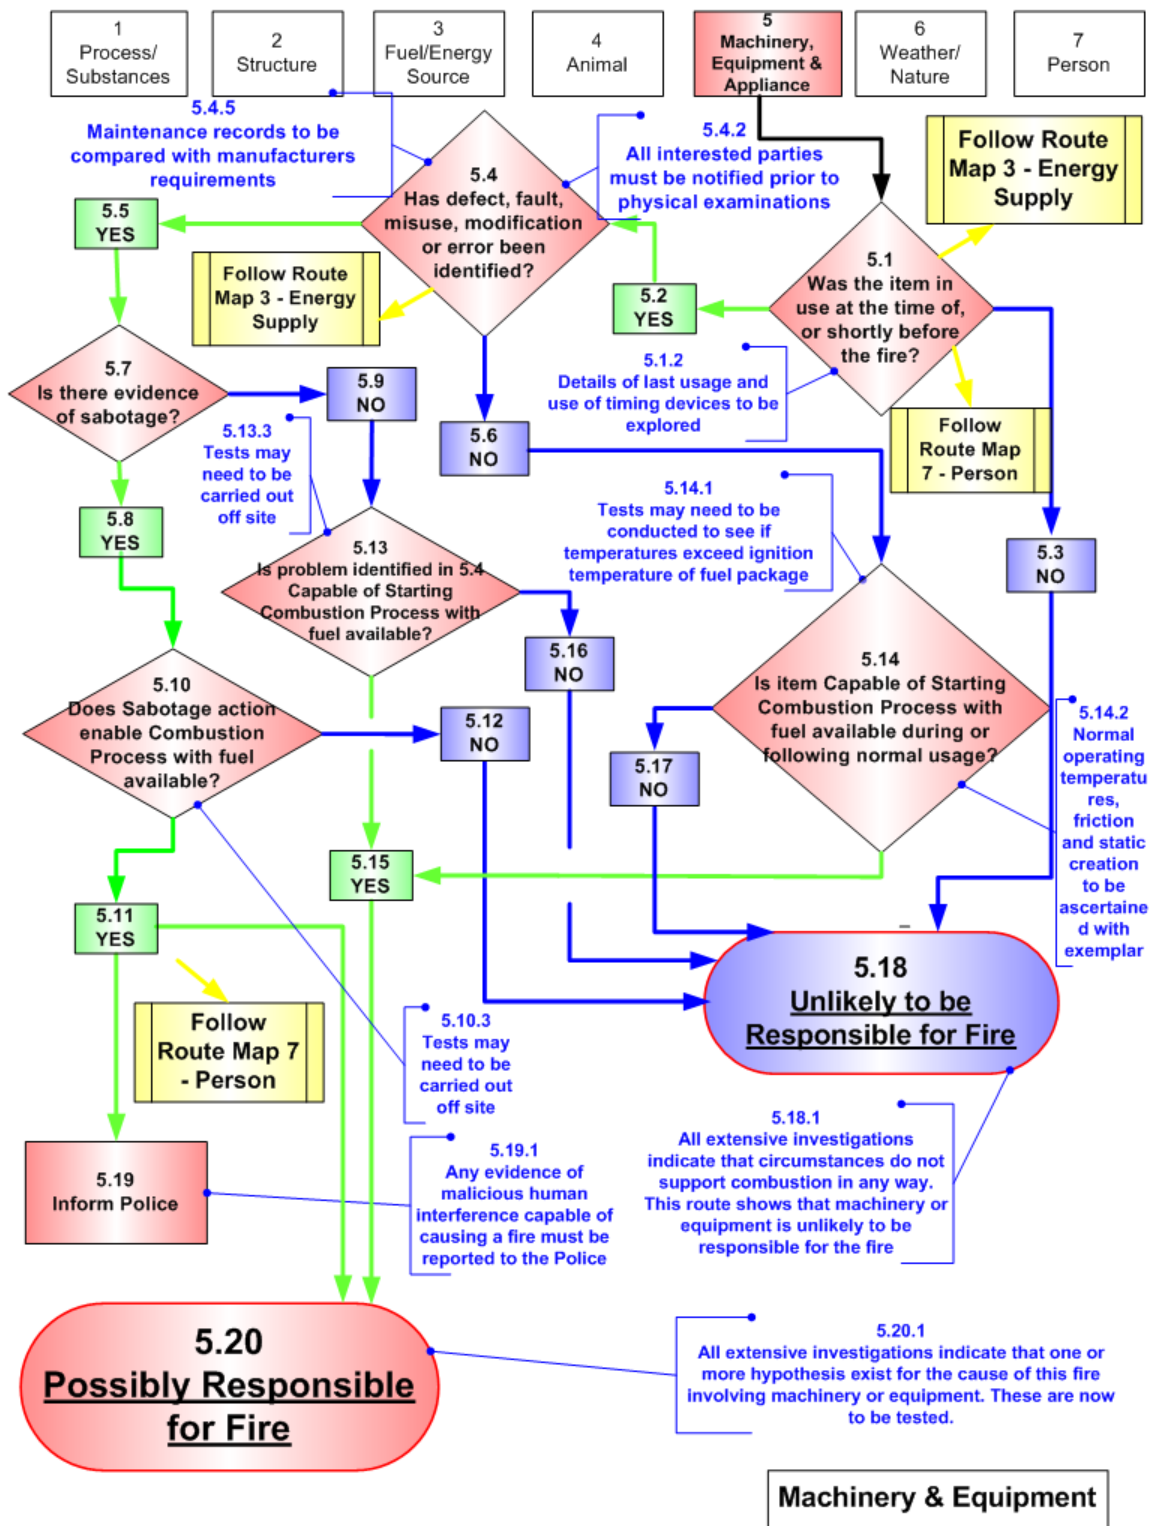 1
Process/
Substances
2
Structure
3
Fuel/Energy
Source
4
Animal
5
Machinery,
Equipment &
Appliance
6
Weather/
Nature
7
Person
5.4.5
Maintenance records to be
compared with manufacturers
requirements
5.4
Has defect, fault,
misuse, modification
or error been
identified?
5.4.2
All interested parties
must be notified prior to
physical examinations
Follow Route
Map 3 - Energy
Supply
5.5
YES
Follow Route
Map 3 - Energy
Supply
5.2
YES
5.1
Was the item in
use at the time of,
or shortly before
the fire?
5.1.2
Details of last usage and
use of timing devices to be
explored
Follow
Route Map
7 - Person
5.7
Is there evidence
of sabotage?
5.9
NO
5.6
NO
5.13.3
Tests may
need to be
carried out
off site
5.14.1
Tests may need to be
conducted to see if
temperatures exceed ignition
temperature of fuel package
5.8
YES
5.3
NO
5.13
Is problem identified in 5.4
Capable of Starting
Combustion Process with
fuel available?
5.16
NO
5.14
Is item Capable of Starting
Combustion Process with
fuel available during or
following normal usage?
5.14.2
Normal
operating
temperatu
res,
friction
and static
creation
to be
ascertaine
d with
exemplar
5.10
Does Sabotage action
enable Combustion
Process with fuel
available?
5.12
NO
5.17
NO
5.15
YES
5.11
YES
5.18
Unlikely to be
Responsible for Fire
Follow
Route Map 7
- Person
5.10.3
Tests may
need to be
carried out
off site
5.19
Inform Police
5.19.1
Any evidence of
malicious human
interference capable of
causing a fire must be
reported to the Police
5.18.1
All extensive investigations
indicate that circumstances do not
support combustion in any way.
This route shows that machinery or
equipment is unlikely to be
responsible for the fire
5.20
Possibly Responsible
for Fire
5.20.1
All extensive investigations indicate that one or
more hypothesis exist for the cause of this fire
involving machinery or equipment. These are now
to be tested.
Machinery & Equipment